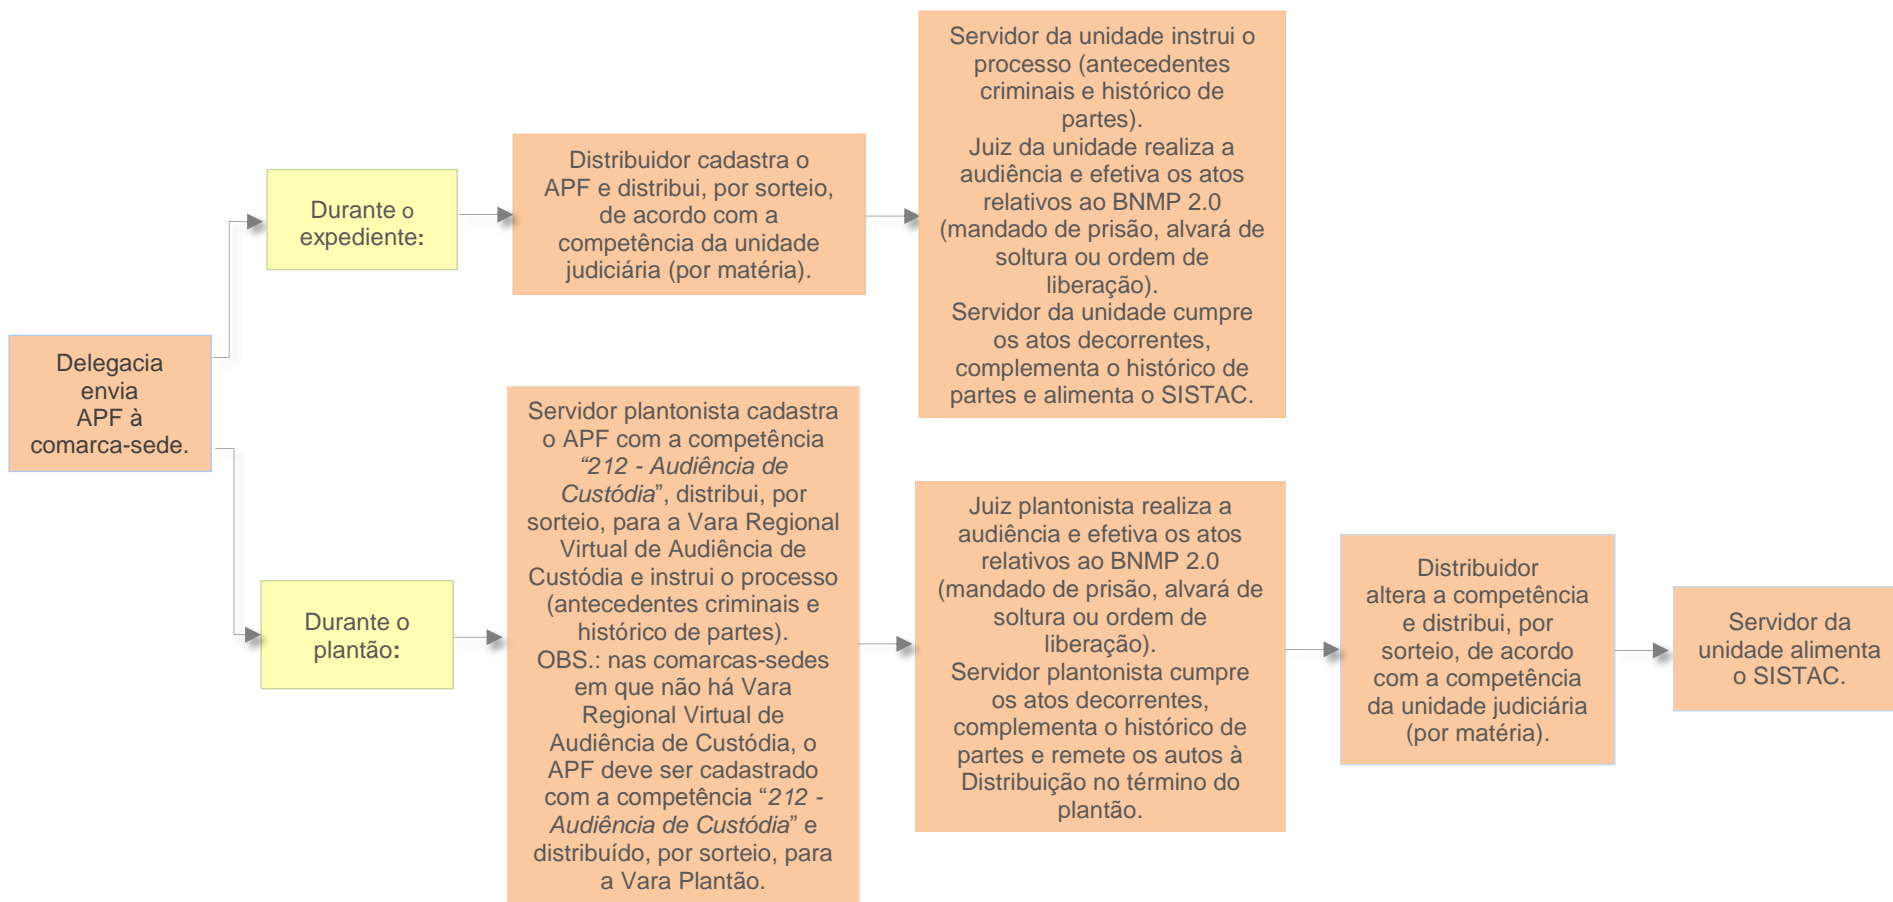 Delegacia
envia
APF à
comarca-sede.
Durante o
expediente:
Distribuidor cadastra o
APF e distribui, por sorteio,
de acordo com a
competência da unidade
judiciária (por matéria).
Servidor da unidade instrui o
processo (antecedentes
criminais e histórico de
partes).
Juiz da unidade realiza a
audiência e efetiva os atos
relativos ao BNMP 2.0
(mandado de prisão, alvará de
soltura ou ordem de
liberação).
Servidor da unidade cumpre
os atos decorrentes,
complementa o histórico de
partes e alimenta o SISTAC.
Durante o
plantão:
Servidor plantonista cadastra
o APF com a competência
“212 - Audiência de
Custódia”, distribui, por
sorteio, para a Vara Regional
Virtual de Audiência de
Custódia e instrui o processo
(antecedentes criminais e
histórico de partes).
OBS.: nas comarcas-sedes
em que não há Vara
Regional Virtual de
Audiência de Custódia, o
APF deve ser cadastrado
com a competência “212 -
Audiência de Custódia” e
distribuído, por sorteio, para
a Vara Plantão.
Juiz plantonista realiza a
audiência e efetiva os atos
relativos ao BNMP 2.0
(mandado de prisão, alvará de
soltura ou ordem de
liberação).
Servidor plantonista cumpre
os atos decorrentes,
complementa o histórico de
partes e remete os autos à
Distribuição no término do
plantão.
Distribuidor
altera a competência
e distribui, por
sorteio, de acordo
com a competência
da unidade judiciária
(por matéria).
Servidor da
unidade alimenta
o SISTAC.